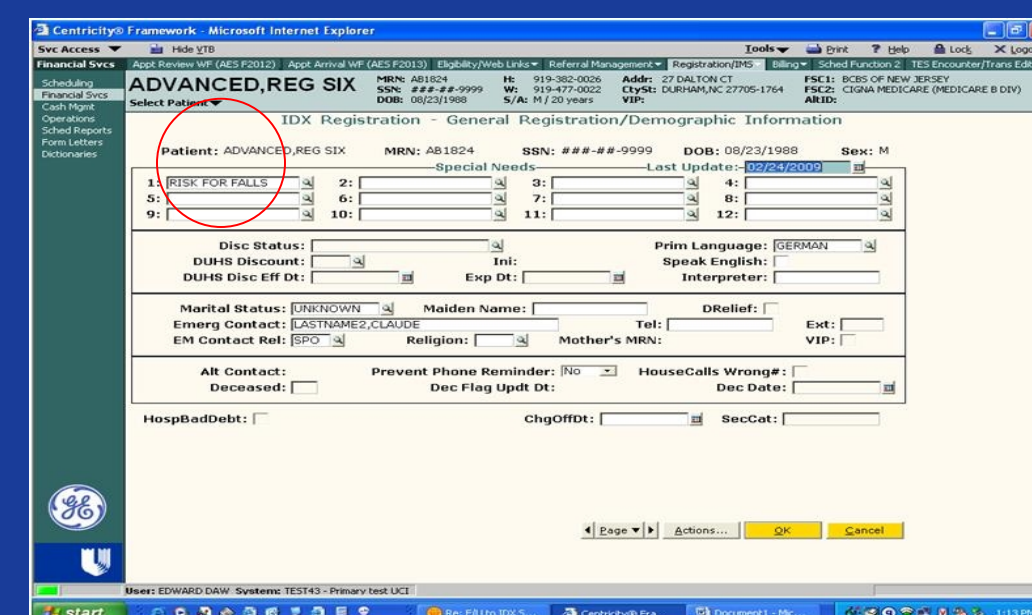 Centricity® Framework - Microsoft Internet Explorer
Svc Access Hide VTB Tools Print ? Help Lock X Logo
Financial Svcs Appt Review WF (AES F2012) Appt Arrival WF (AES F2013) Eligibility/Web Links Referral Management Registration/IMS Billing Sched Function 2 TES Encounter/Trans Edit
Scheduling
Financial Svcs
Cash Mgmt
Operations
Sched Reports
Form Letters
Dictionaries
ADVANCED,REG SIX MRN: AB1824 H: 919-382-0026 Addr: 27 DALTON CT FSC1: BCBS OF NEW JERSEY
SSN: ###-##-9999 W: 919-477-0022 CtySt: DURHAM,NC 27705-1764 FSC2: CIGNA MEDICARE (MEDICARE B DIV)
Select Patient DOB: 08/23/1988 S/A: M / 20 years VIP: AltID:
IDX Registration - General Registration/Demographic Information
Patient: ADVANCED,REG SIX MRN: AB1824 SSN: ###-##-9999 DOB: 08/23/1988 Sex: M
Special Needs Last Update: 02/24/2009
1: RISK FOR FALLS 2: 3: 4:
5: 6: 7: 8:
9: 10: 11: 12:
Disc Status: Prim Language: GERMAN
DUHS Discount: Ini: Speak English:
DUHS Disc Eff Dt: Exp Dt: Interpreter:
Marital Status: UNKNOWN Maiden Name: DRelief:
Emerg Contact: LASTNAME2,CLAUDE Tel: Ext:
EM Contact Rel: SPO Religion: Mother's MRN: VIP:
Alt Contact: Prevent Phone Reminder: No HouseCalls Wrong#:
Deceased: Dec Flag Updt Dt: Dec Date:
HospBadDebt: ChgOffDt: SecCat:
Page Actions... OK Cancel
User: EDWARD DAW System: TEST43 - Primary test UCI
start Re: F/U to IDX S... Centricity® Fra... Document1 - Mic... 1:13 PM